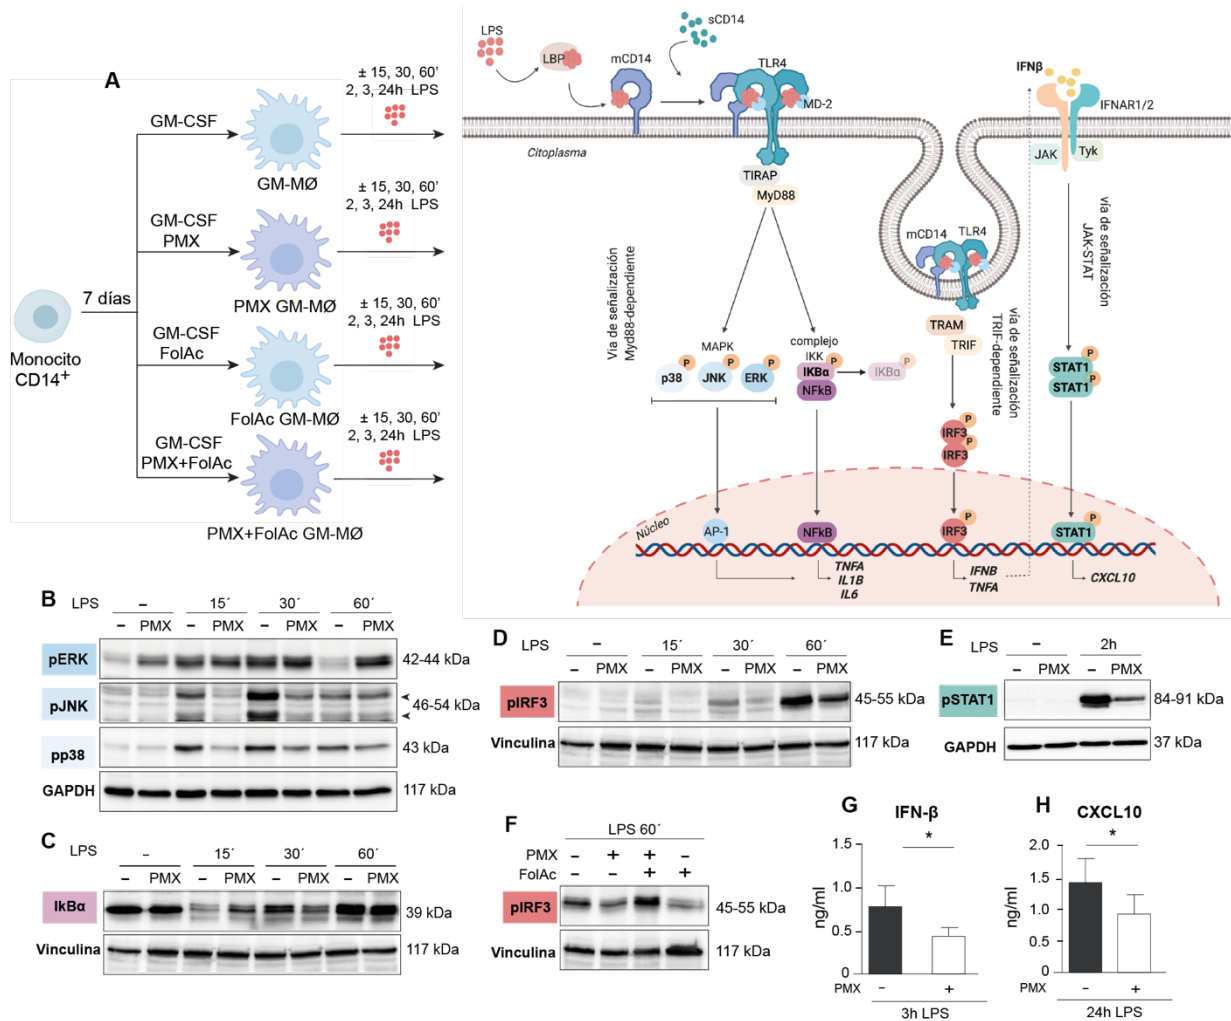 A
Monocito
CD14⁺
7 días
GM-CSF
GM-MØ
± 15, 30, 60’
2, 3, 24h LPS
GM-CSF
PMX
PMX GM-MØ
± 15, 30, 60’
2, 3, 24h LPS
GM-CSF
FolAc
FolAc GM-MØ
± 15, 30, 60’
2, 3, 24h LPS
GM-CSF
PMX+FolAc
PMX+FolAc GM-MØ
± 15, 30, 60’
2, 3, 24h LPS
LPS
LBP
mCD14
sCD14
TLR4
MD-2
IFNβ
IFNAR1/2
JAK
Tyk
Citoplasma
TIRAP
MyD88
mCD14
TLR4
Via de señalización
Myd88-dependiente
MAPK
p38
P
JNK
P
ERK
P
complejo
IKK
P
IKBα
NFkB
IKBα
P
TRAM
TRIF
vía de señalización
TRIF-dependiente
vía de señalización
JAK-STAT
P
IRF3
P
IRF3
P
STAT1
P
STAT1
Núcleo
AP-1
NFkB
P
IRF3
P
STAT1
TNFA
IL1B
IL6
IFNB
TNFA
CXCL10
B
LPS – 15´ 30´ 60´
– PMX – PMX – PMX – PMX
pERK 42-44 kDa
pJNK 46-54 kDa
pp38 43 kDa
GAPDH 117 kDa
C
LPS - 15´ 30´ 60´
– PMX – PMX – PMX – PMX
IkBα 39 kDa
Vinculina 117 kDa
D
LPS – 15´ 30´ 60´
– PMX – PMX – PMX – PMX
pIRF3 45-55 kDa
Vinculina 117 kDa
E
LPS – 2h
– PMX – PMX
pSTAT1 84-91 kDa
GAPDH 37 kDa
F
LPS 60´
PMX – + + –
FolAc – – + +
pIRF3 45-55 kDa
Vinculina 117 kDa
G IFN-β
*
ng/ml
1.5
1.0
0.5
0
PMX – +
3h LPS
H CXCL10
*
ng/ml
2.0
1.5
1.0
0.5
0
PMX – +
24h LPS